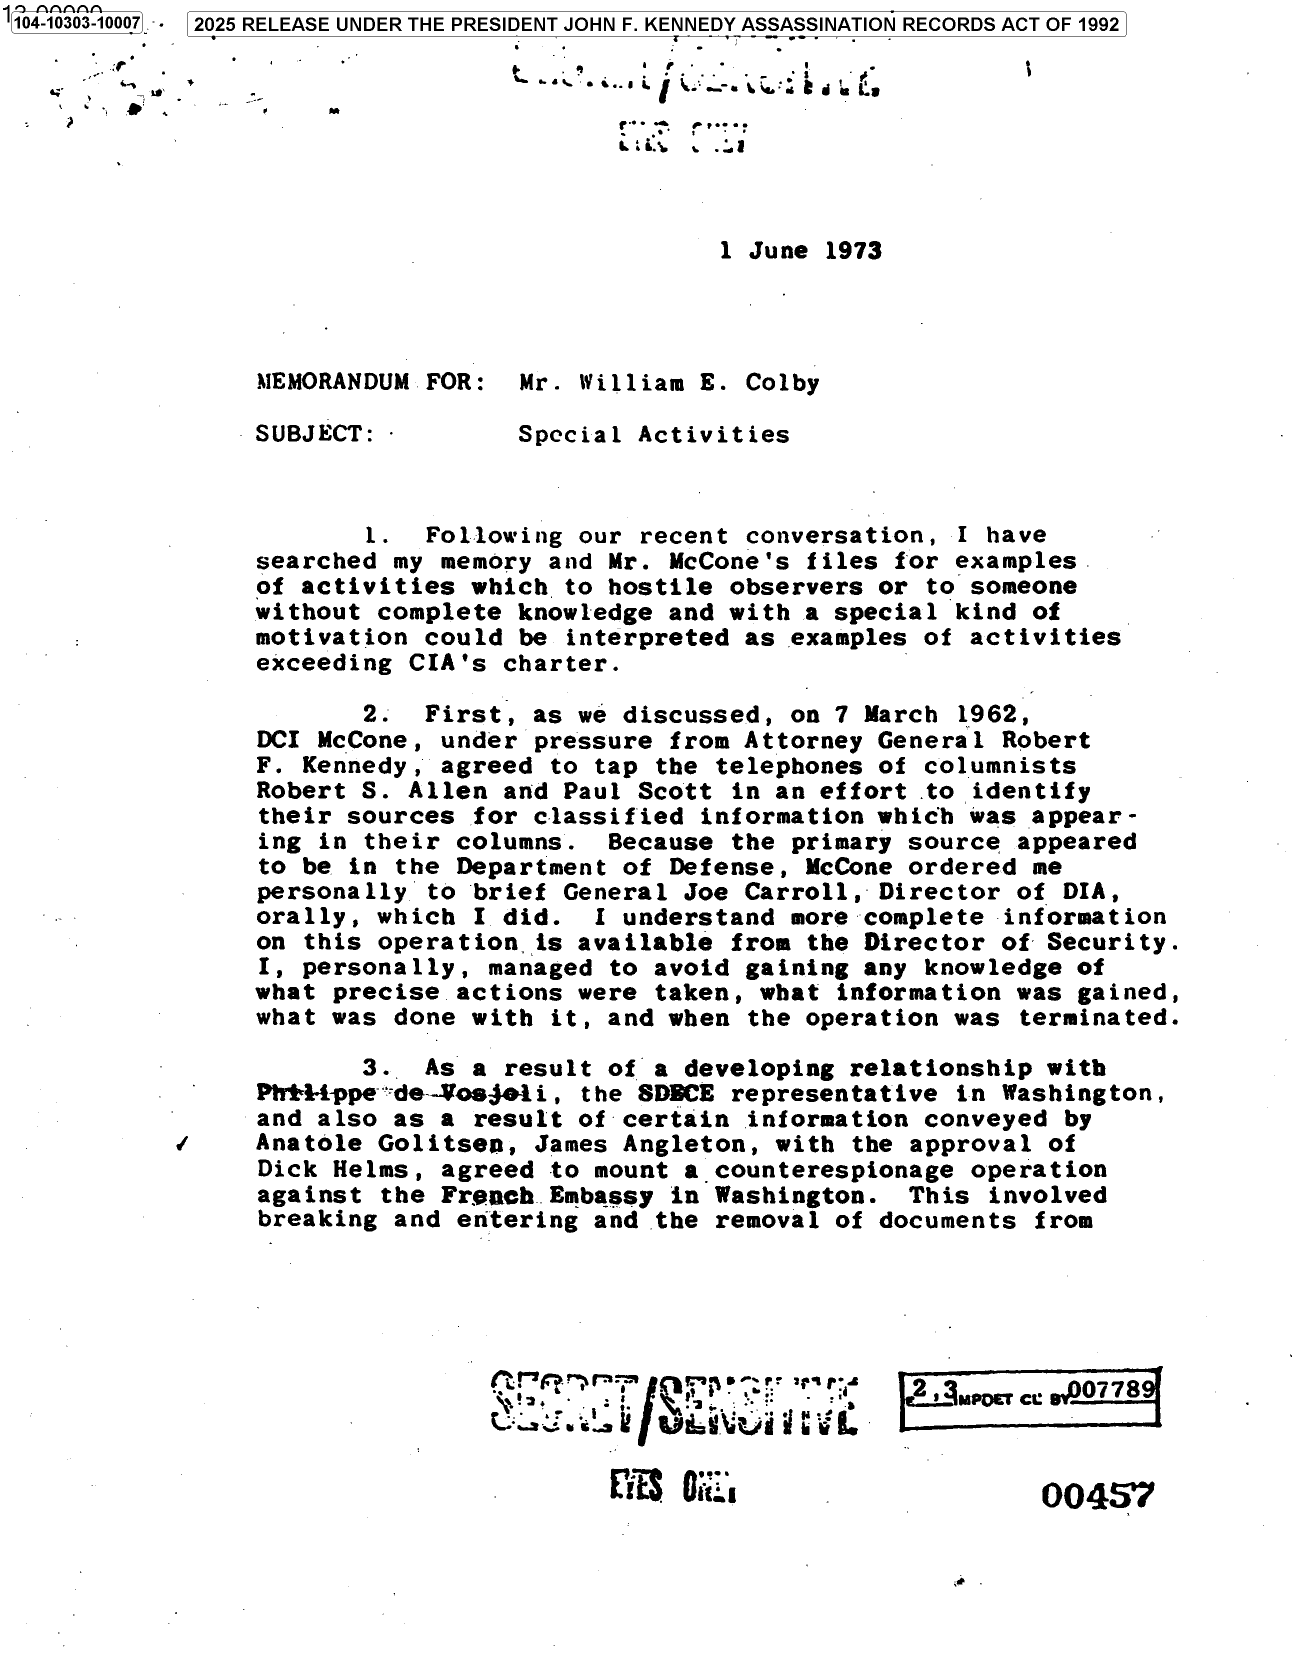 104-10303-10007
2025 RELEASE UNDER THE PRESIDENT JOHN F. KENNEDY ASSASSINATION RECORDS ACT OF 1992
1 June 1973
MEMORANDUM FOR: Mr. William E. Colby
SUBJECT: Special Activities
1. Following our recent conversation, I have
searched my memory and Mr. McCone's files for examples
of activities which to hostile observers or to someone
without complete knowledge and with a special kind of
motivation could be interpreted as examples of activities
exceeding CIA's charter.
2. First, as we discussed, on 7 March 1962,
DCI McCone, under pressure from Attorney General Robert
F. Kennedy, agreed to tap the telephones of columnists
Robert S. Allen and Paul Scott in an effort to identify
their sources for classified information which was appear-
ing in their columns. Because the primary source appeared
to be in the Department of Defense, McCone ordered me
personally to brief General Joe Carroll, Director of DIA,
orally, which I did. I understand more complete information
on this operation is available from the Director of Security.
I, personally, managed to avoid gaining any knowledge of
what precise actions were taken, what information was gained,
what was done with it, and when the operation was terminated.
3. As a result of a developing relationship with
Philippe de Vosjoli, the SDECE representative in Washington,
and also as a result of certain information conveyed by
Anatole Golitsen, James Angleton, with the approval of
Dick Helms, agreed to mount a counterespionage operation
against the French Embassy in Washington. This involved
breaking and entering and the removal of documents from
SECRET/SENSITIVE
2,3 MPDET CL BY 007789
EYES ONLY
00457